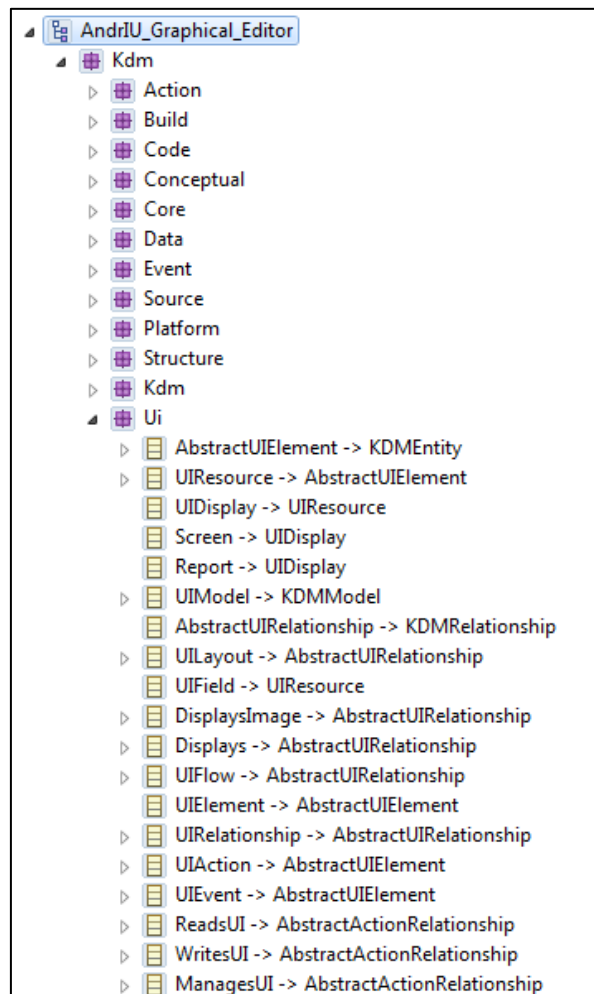 AndrIU_Graphical_Editor
Kdm
Action
Build
Code
Conceptual
Core
Data
Event
Source
Platform
Structure
Kdm
Ui
AbstractUIElement -> KDMEntity
UIResource -> AbstractUIElement
UIDisplay -> UIResource
Screen -> UIDisplay
Report -> UIDisplay
UIModel -> KDMModel
AbstractUIRelationship -> KDMRelationship
UILayout -> AbstractUIRelationship
UIField -> UIResource
DisplaysImage -> AbstractUIRelationship
Displays -> AbstractUIRelationship
UIFlow -> AbstractUIRelationship
UIElement -> AbstractUIElement
UIRelationship -> AbstractUIRelationship
UIAction -> AbstractUIElement
UIEvent -> AbstractUIElement
ReadsUI -> AbstractActionRelationship
WritesUI -> AbstractActionRelationship
ManagesUI -> AbstractActionRelationship